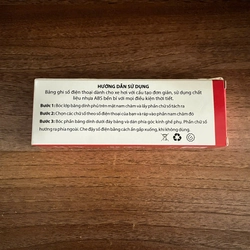 HƯỚNG DẪN SỬ DỤNG
Bảng ghi số điện thoại dành cho xe hơi với cấu tạo đơn giản, sử dụng chất
liệu nhựa ABS bền bỉ với mọi điều kiện thời tiết.
Bước 1: Bóc lớp băng dính phủ trên mặt nam châm và lấy phần chữ số tách ra
Bước 2: Chọn các chữ số theo số điện thoại của bạn và ráp vào phần nam châm đó
Bước 3: Bóc phần băng dính dưới đáy bảng và dán phía góc kính ghế phụ. Phần chữ số
hướng ra phía ngoài. Che đậy số điện bằng cách ấn gập xuống, khi không dùng.